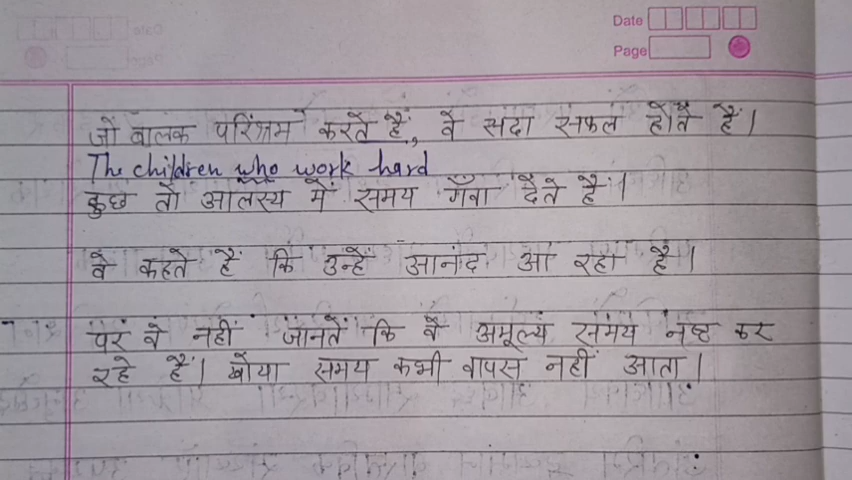 Date
Page
जो बालक परिश्रम करते हैं, वे सदा सफल होते हैं।
The children who work hard
कुछ तो आलस्य में समय गँवा देते हैं।
वे कहते हैं कि उन्हें आनंद आ रहा है।
परं वे नहीं जानते कि वे अमूल्य समय नष्ट कर
रहे हैं। खोया समय कभी वापस नहीं आता।